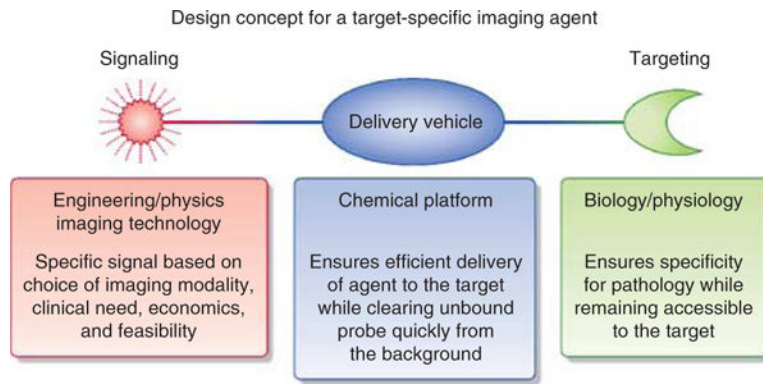 Design concept for a target-specific imaging agent
Signaling
Targeting
Delivery vehicle
Engineering/physics
imaging technology
Specific signal based on
choice of imaging modality,
clinical need, economics,
and feasibility
Chemical platform
Ensures efficient delivery
of agent to the target
while clearing unbound
probe quickly from
the background
Biology/physiology
Ensures specificity
for pathology while
remaining accessible
to the target